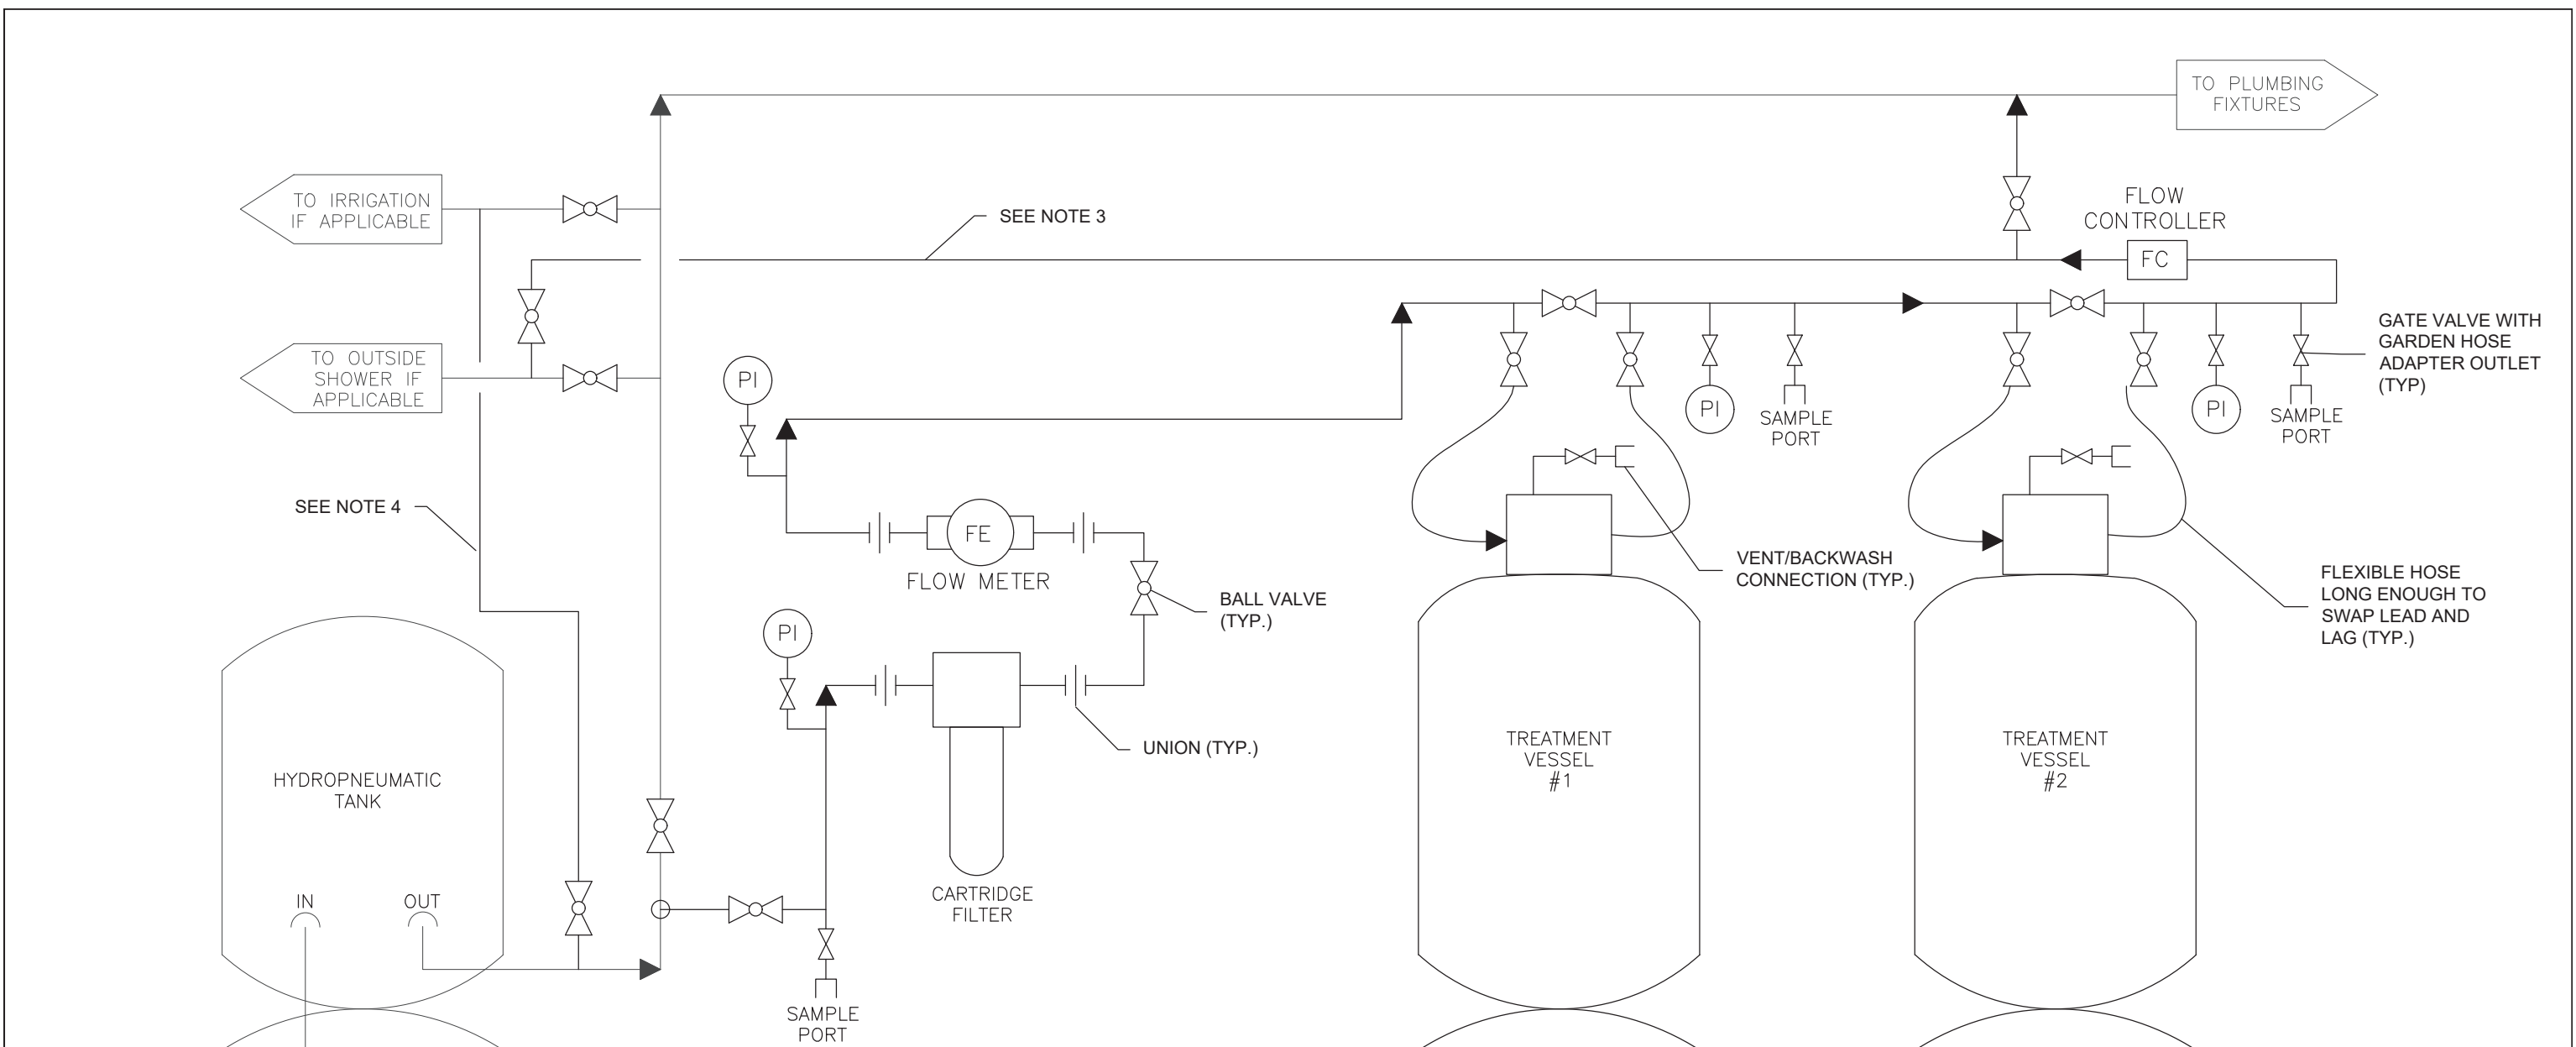 TO PLUMBING
FIXTURES
TO IRRIGATION
IF APPLICABLE
SEE NOTE 3
FLOW
CONTROLLER
FC
GATE VALVE WITH
GARDEN HOSE
ADAPTER OUTLET
(TYP)
TO OUTSIDE
SHOWER IF
APPLICABLE
PI
PI
SAMPLE
PORT
PI
SAMPLE
PORT
SEE NOTE 4
FE
FLOW METER
BALL VALVE
(TYP.)
VENT/BACKWASH
CONNECTION (TYP.)
FLEXIBLE HOSE
LONG ENOUGH TO
SWAP LEAD AND
LAG (TYP.)
PI
UNION (TYP.)
HYDROPNEUMATIC
TANK
TREATMENT
VESSEL
#1
TREATMENT
VESSEL
#2
IN
OUT
CARTRIDGE
FILTER
SAMPLE
PORT